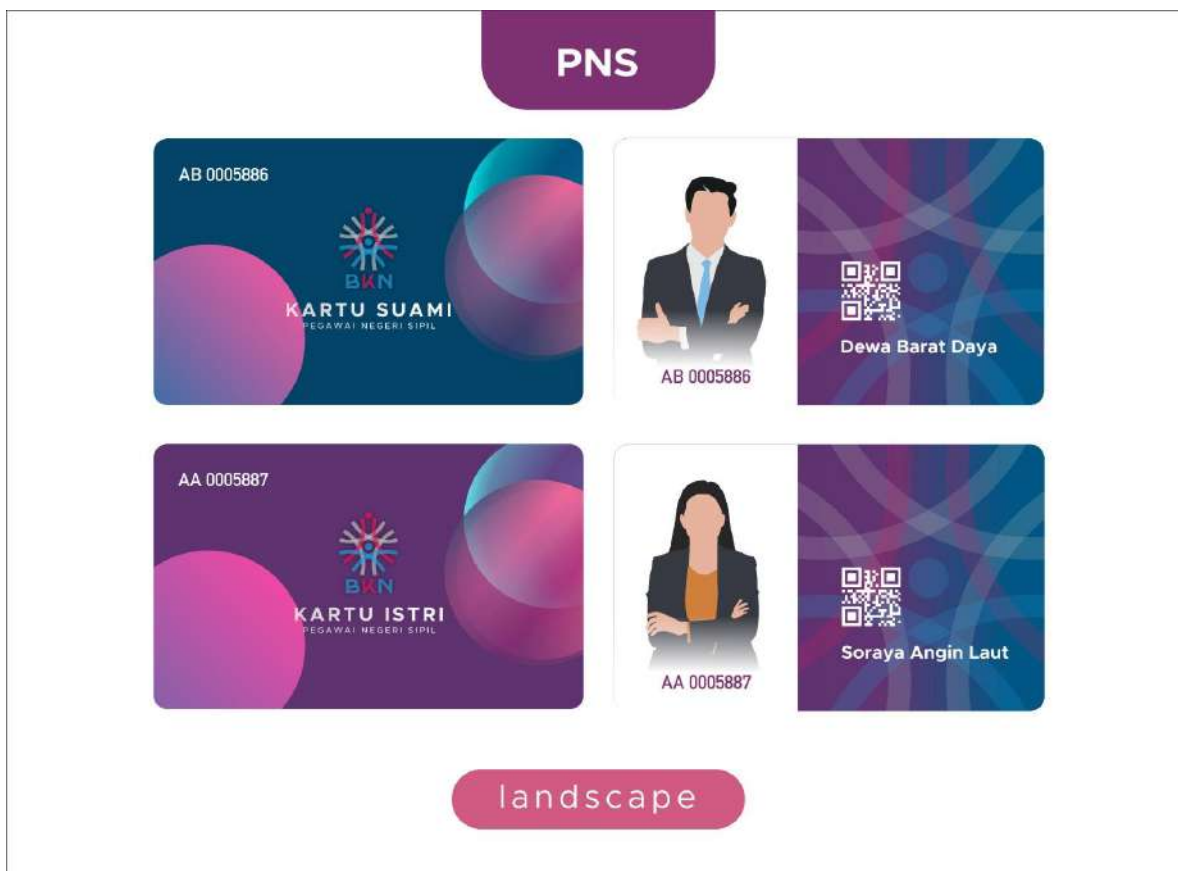 PNS
AB 0005886
BKN
KARTU SUAMI
PEGAWAI NEGERI SIPIL
AB 0005886
Dewa Barat Daya
AA 0005887
BKN
KARTU ISTRI
PEGAWAI NEGERI SIPIL
AA 0005887
Soraya Angin Laut
landscape